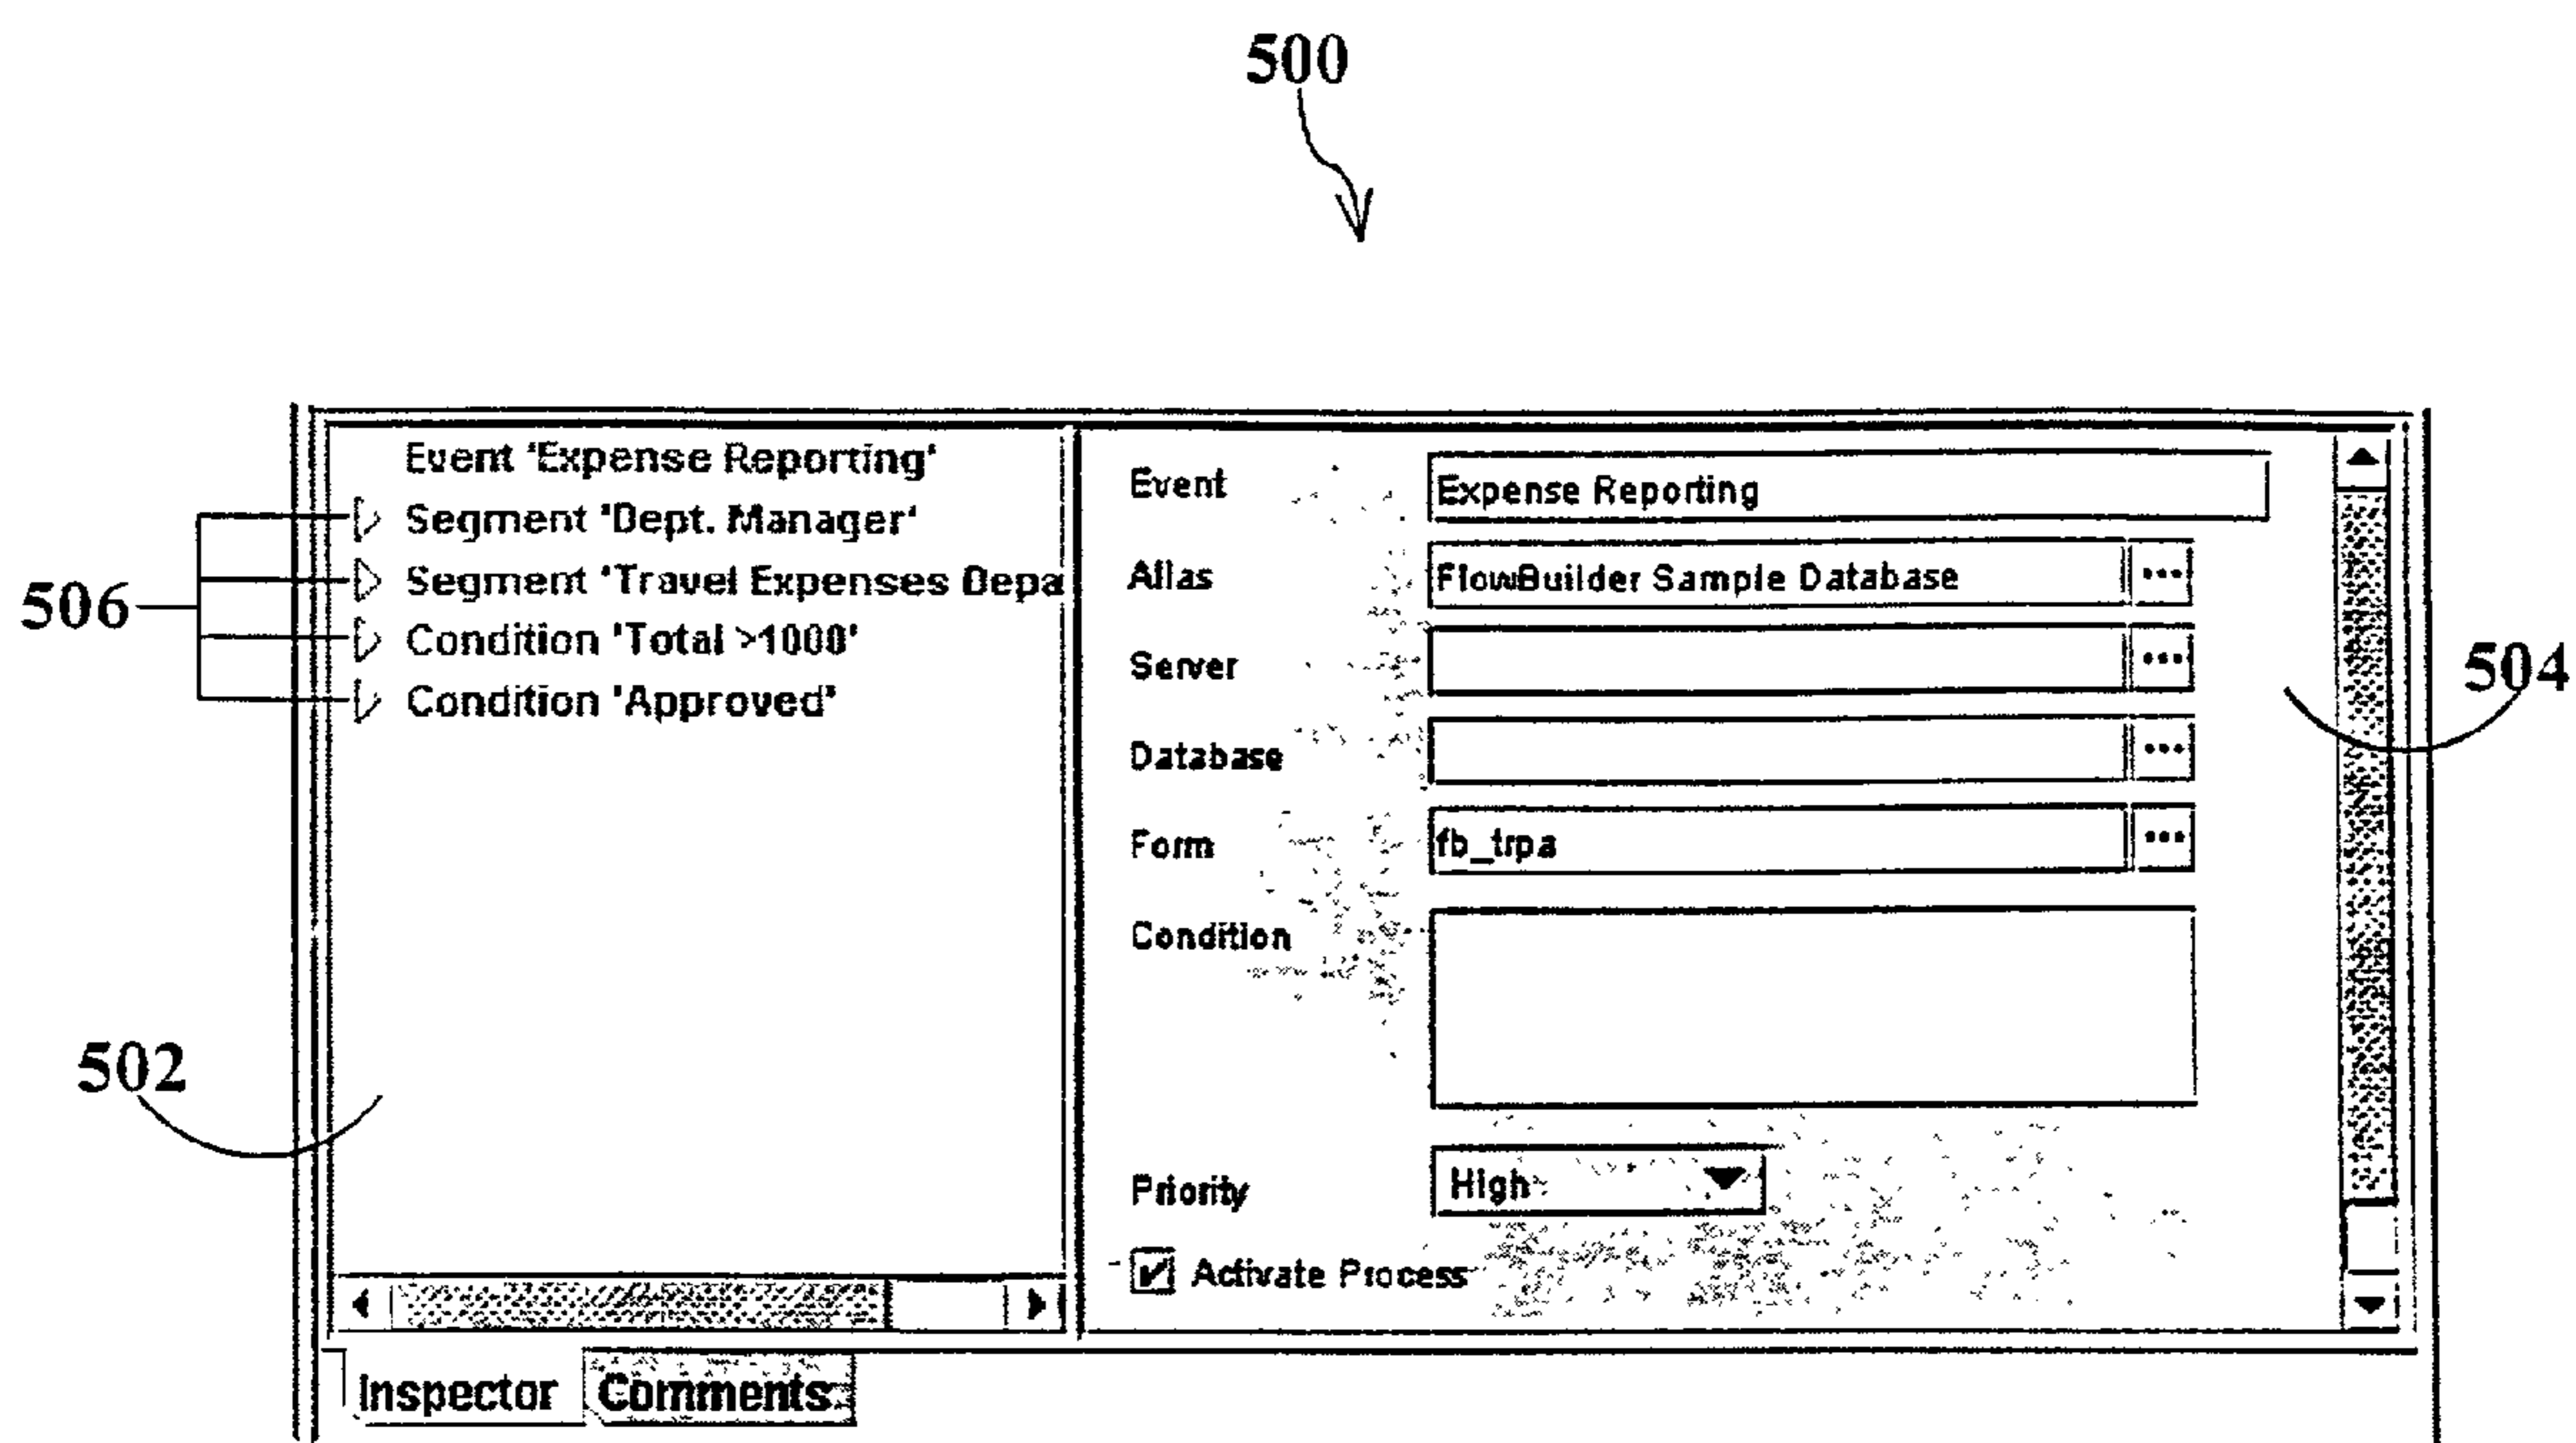 500
Event 'Expense Reporting'
Segment 'Dept. Manager'
Segment 'Travel Expenses Depa
Condition 'Total >1000'
Condition 'Approved'
506
502
Event
Expense Reporting
Alias
FlowBuilder Sample Database
...
Server
...
Database
...
Form
fb_trpa
...
Condition
Priority
High
Activate Process
504
Inspector
Comments